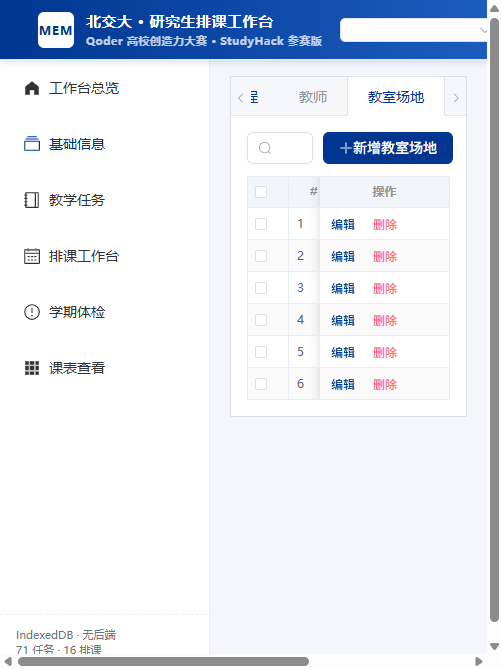 MEM
北交大 · 研究生排课工作台
Qoder 高校创造力大赛 · StudyHack 参赛版
工作台总览
基础信息
教学任务
排课工作台
学期体检
课表查看
IndexedDB · 无后端
71 任务 · 16 排课
教师
教室场地
新增教室场地
# 操作
1 编辑 删除
2 编辑 删除
3 编辑 删除
4 编辑 删除
5 编辑 删除
6 编辑 删除